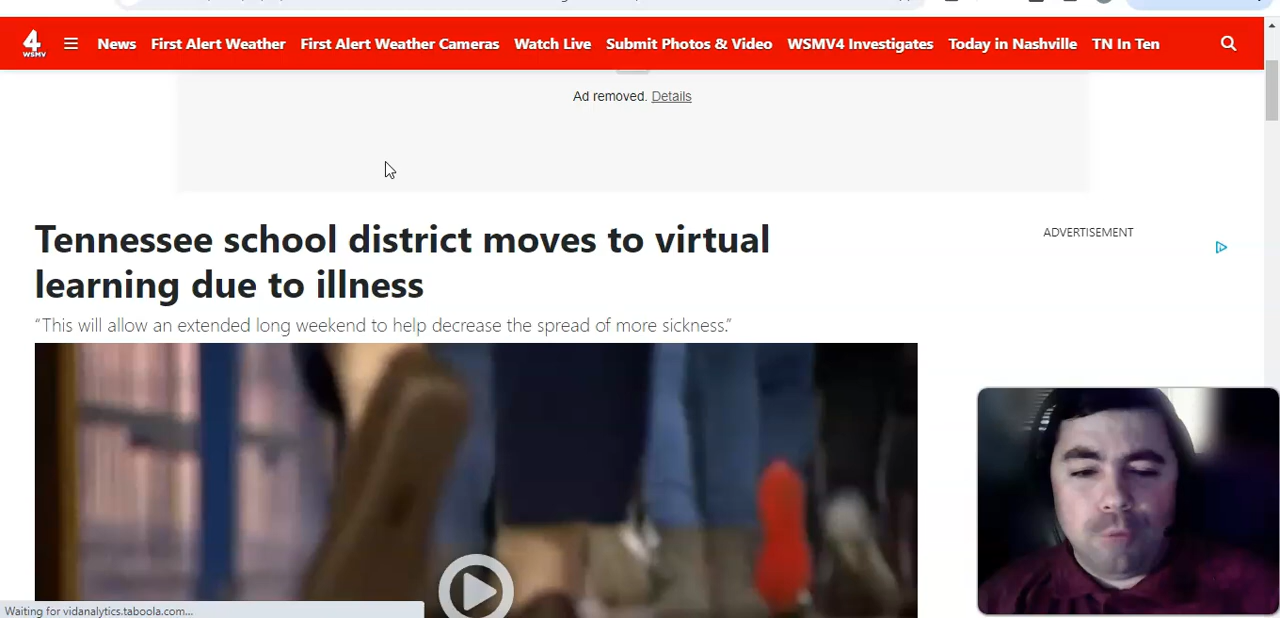 4 WSMV
News First Alert Weather First Alert Weather Cameras Watch Live Submit Photos & Video WSMV4 Investigates Today in Nashville TN In Ten
Ad removed. Details
Tennessee school district moves to virtual
learning due to illness
“This will allow an extended long weekend to help decrease the spread of more sickness.”
ADVERTISEMENT
Waiting for vidanalytics.taboola.com...